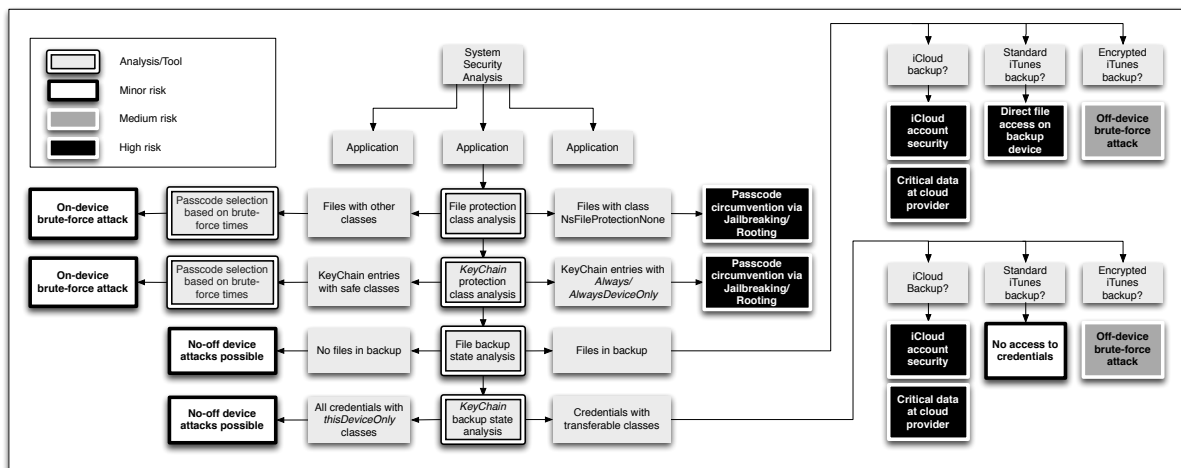 Analysis/Tool
Minor risk
Medium risk
High risk
System
Security
Analysis
Application
Application
Application
iCloud
backup?
Standard
iTunes
backup?
Encrypted
iTunes
backup?
iCloud
account
security
Direct file
access on
backup
device
Off-device
brute-force
attack
Critical data
at cloud
provider
On-device
brute-force attack
Passcode selection
based on brute-
force times
Files with other
classes
File protection
class analysis
Files with class
NsFileProtectionNone
Passcode
circumvention via
Jailbreaking/
Rooting
On-device
brute-force attack
Passcode selection
based on brute-
force times
KeyChain entries
with safe classes
KeyChain
protection
class analysis
KeyChain entries with
Always/
AlwaysDeviceOnly
Passcode
circumvention via
Jailbreaking/
Rooting
No-off device
attacks possible
No files in backup
File backup
state analysis
Files in backup
No-off device
attacks possible
All credentials with
thisDeviceOnly
classes
KeyChain
backup state
analysis
Credentials with
transferable classes
iCloud
Backup?
Standard
iTunes
backup?
Encrypted
iTunes
backup?
iCloud
account
security
No access to
credentials
Off-device
brute-force
attack
Critical data
at cloud
provider